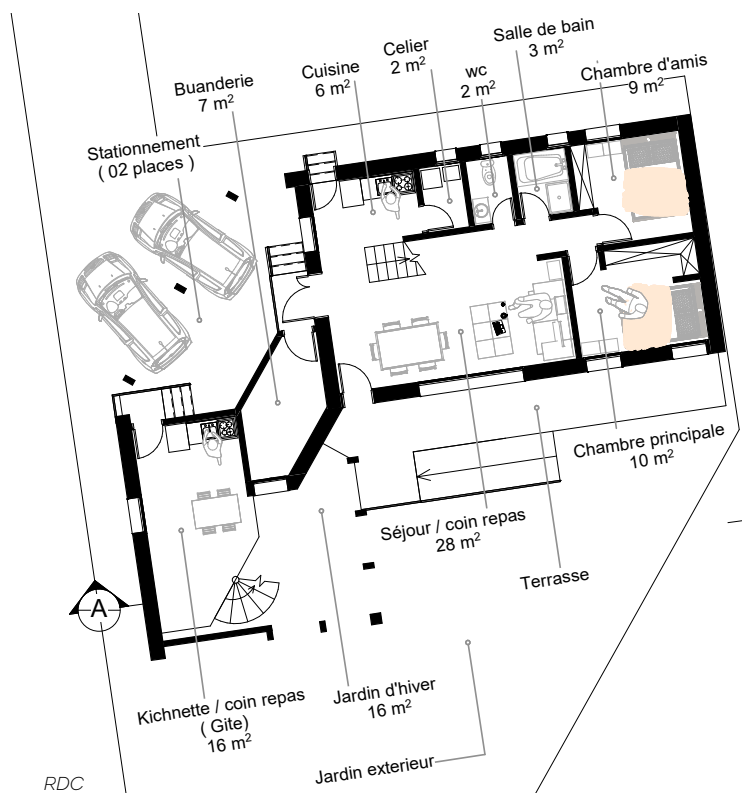 Salle de bain
3 m²
Celier
2 m²
wc
2 m²
Chambre d'amis
9 m²
Cuisine
6 m²
Buanderie
7 m²
Stationnement
( 02 places )
Chambre principale
10 m²
Séjour / coin repas
28 m²
Terrasse
A
Kichnette / coin repas
( Gite)
16 m²
Jardin d'hiver
16 m²
Jardin exterieur
RDC